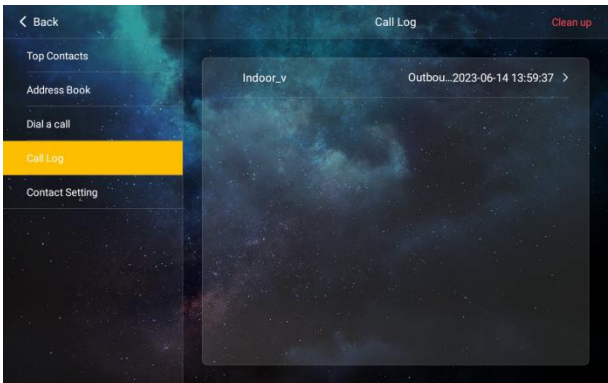 Back
Call Log
Clean up
Top Contacts
Address Book
Dial a call
Call Log
Contact Setting
Indoor_v
Outbou...2023-06-14 13:59:37